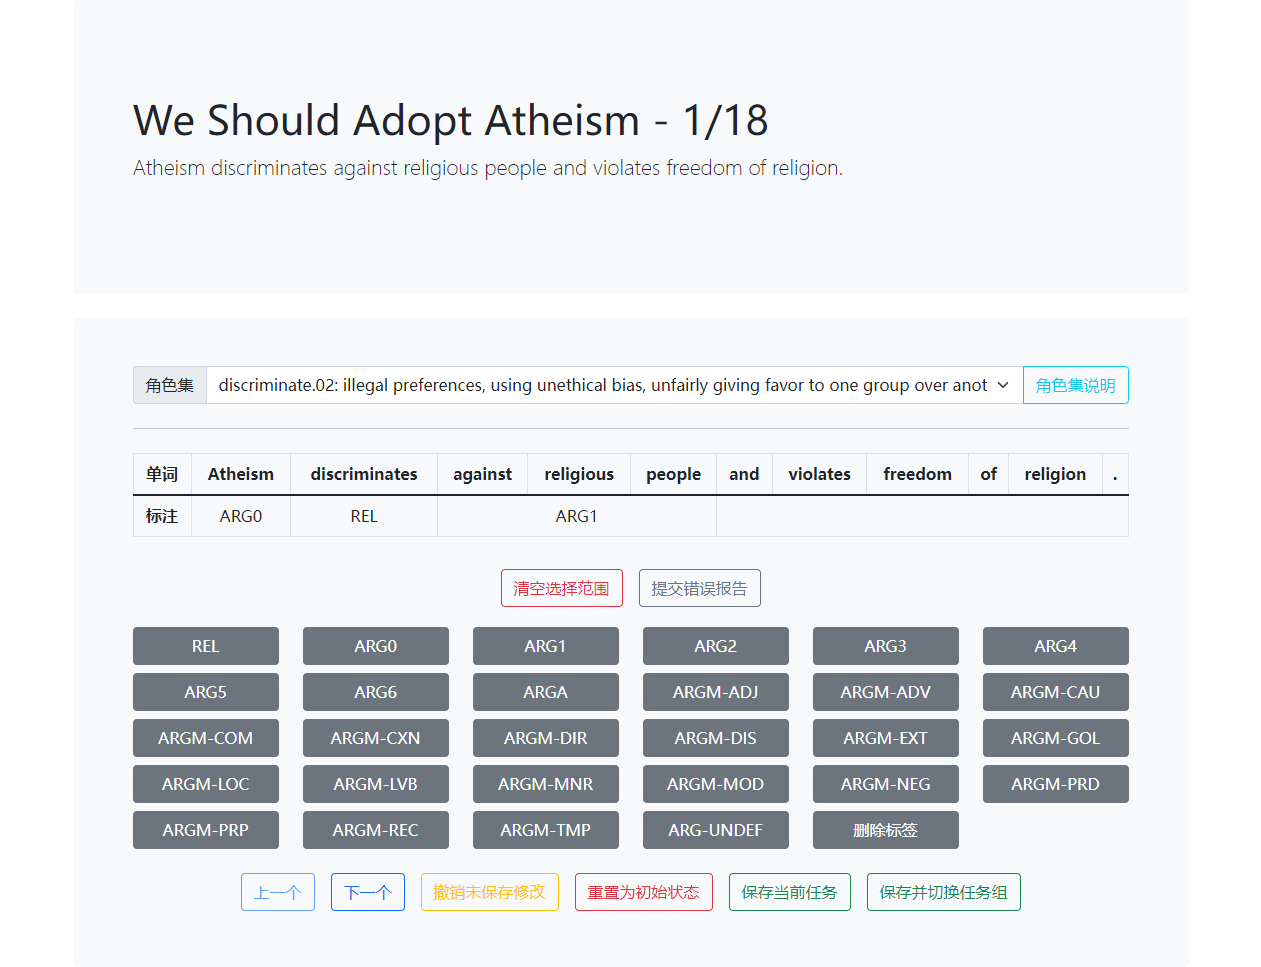 We Should Adopt Atheism - 1/18
Atheism discriminates against religious people and violates freedom of religion.
角色集 discriminate.02: illegal preferences, using unethical bias, unfairly giving favor to one group over anot 角色集说明
单词 Atheism discriminates against religious people and violates freedom of religion .
标注 ARG0 REL ARG1
清空选择范围 提交错误报告
REL ARG0 ARG1 ARG2 ARG3 ARG4
ARG5 ARG6 ARGA ARGM-ADJ ARGM-ADV ARGM-CAU
ARGM-COM ARGM-CXN ARGM-DIR ARGM-DIS ARGM-EXT ARGM-GOL
ARGM-LOC ARGM-LVB ARGM-MNR ARGM-MOD ARGM-NEG ARGM-PRD
ARGM-PRP ARGM-REC ARGM-TMP ARG-UNDEF 删除标签
上一个 下一个 撤销未保存修改 重置为初始状态 保存当前任务 保存并切换任务组